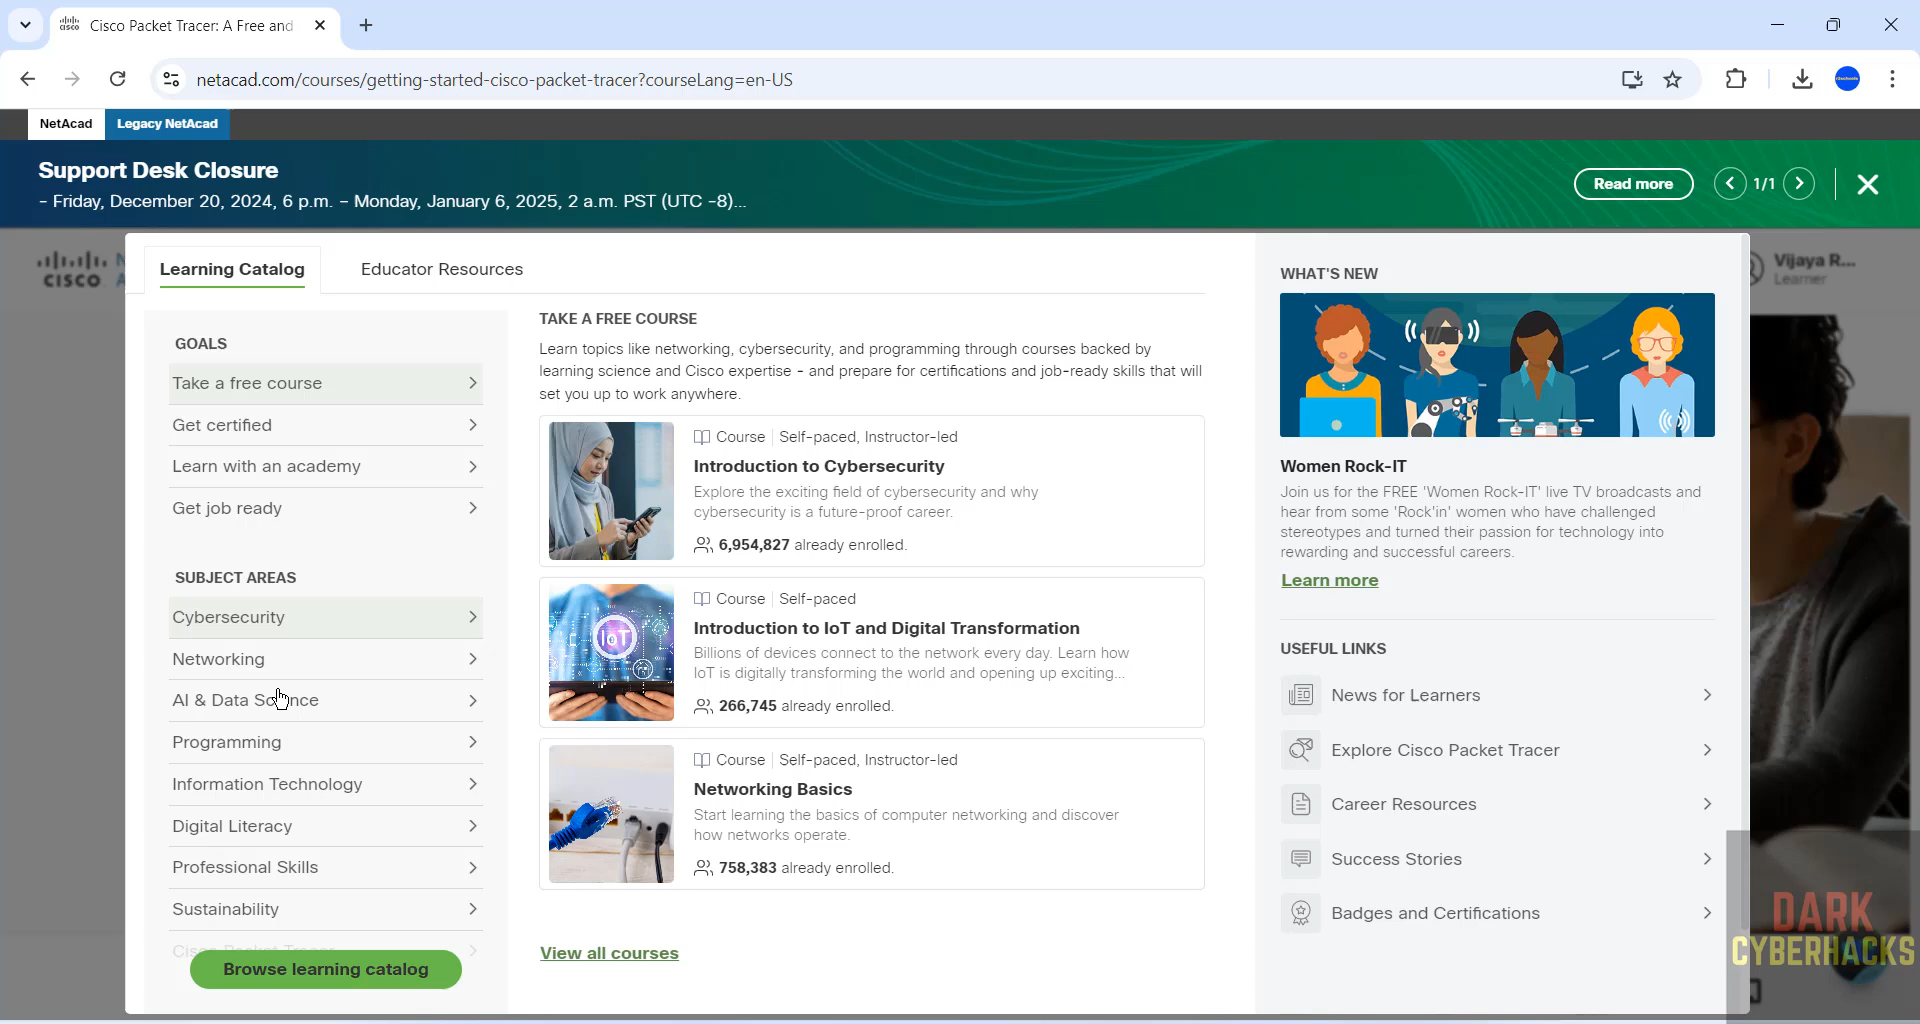 Cisco Packet Tracer: A Free and
netacad.com/courses/getting-started-cisco-packet-tracer?courseLang=en-US
NetAcad
Legacy NetAcad
Support Desk Closure
- Friday, December 20, 2024, 6 p.m. – Monday, January 6, 2025, 2 a.m. PST (UTC -8)...
Read more
1/1
CISCO
Vijaya R...
Learner
Learning Catalog
Educator Resources
GOALS
Take a free course
Get certified
Learn with an academy
Get job ready
SUBJECT AREAS
Cybersecurity
Networking
AI & Data Science
Programming
Information Technology
Digital Literacy
Professional Skills
Sustainability
Cisco Packet Tracer
Browse learning catalog
TAKE A FREE COURSE
Learn topics like networking, cybersecurity, and programming through courses backed by
learning science and Cisco expertise - and prepare for certifications and job-ready skills that will
set you up to work anywhere.
Course | Self-paced, Instructor-led
Introduction to Cybersecurity
Explore the exciting field of cybersecurity and why
cybersecurity is a future-proof career.
6,954,827 already enrolled.
IoT
Course | Self-paced
Introduction to IoT and Digital Transformation
Billions of devices connect to the network every day. Learn how
IoT is digitally transforming the world and opening up exciting...
266,745 already enrolled.
Course | Self-paced, Instructor-led
Networking Basics
Start learning the basics of computer networking and discover
how networks operate.
758,383 already enrolled.
View all courses
WHAT'S NEW
Women Rock-IT
Join us for the FREE 'Women Rock-IT' live TV broadcasts and
hear from some 'Rock'in' women who have challenged
stereotypes and turned their passion for technology into
rewarding and successful careers.
Learn more
USEFUL LINKS
News for Learners
Explore Cisco Packet Tracer
Career Resources
Success Stories
Badges and Certifications
DARK
CYBERHACKS